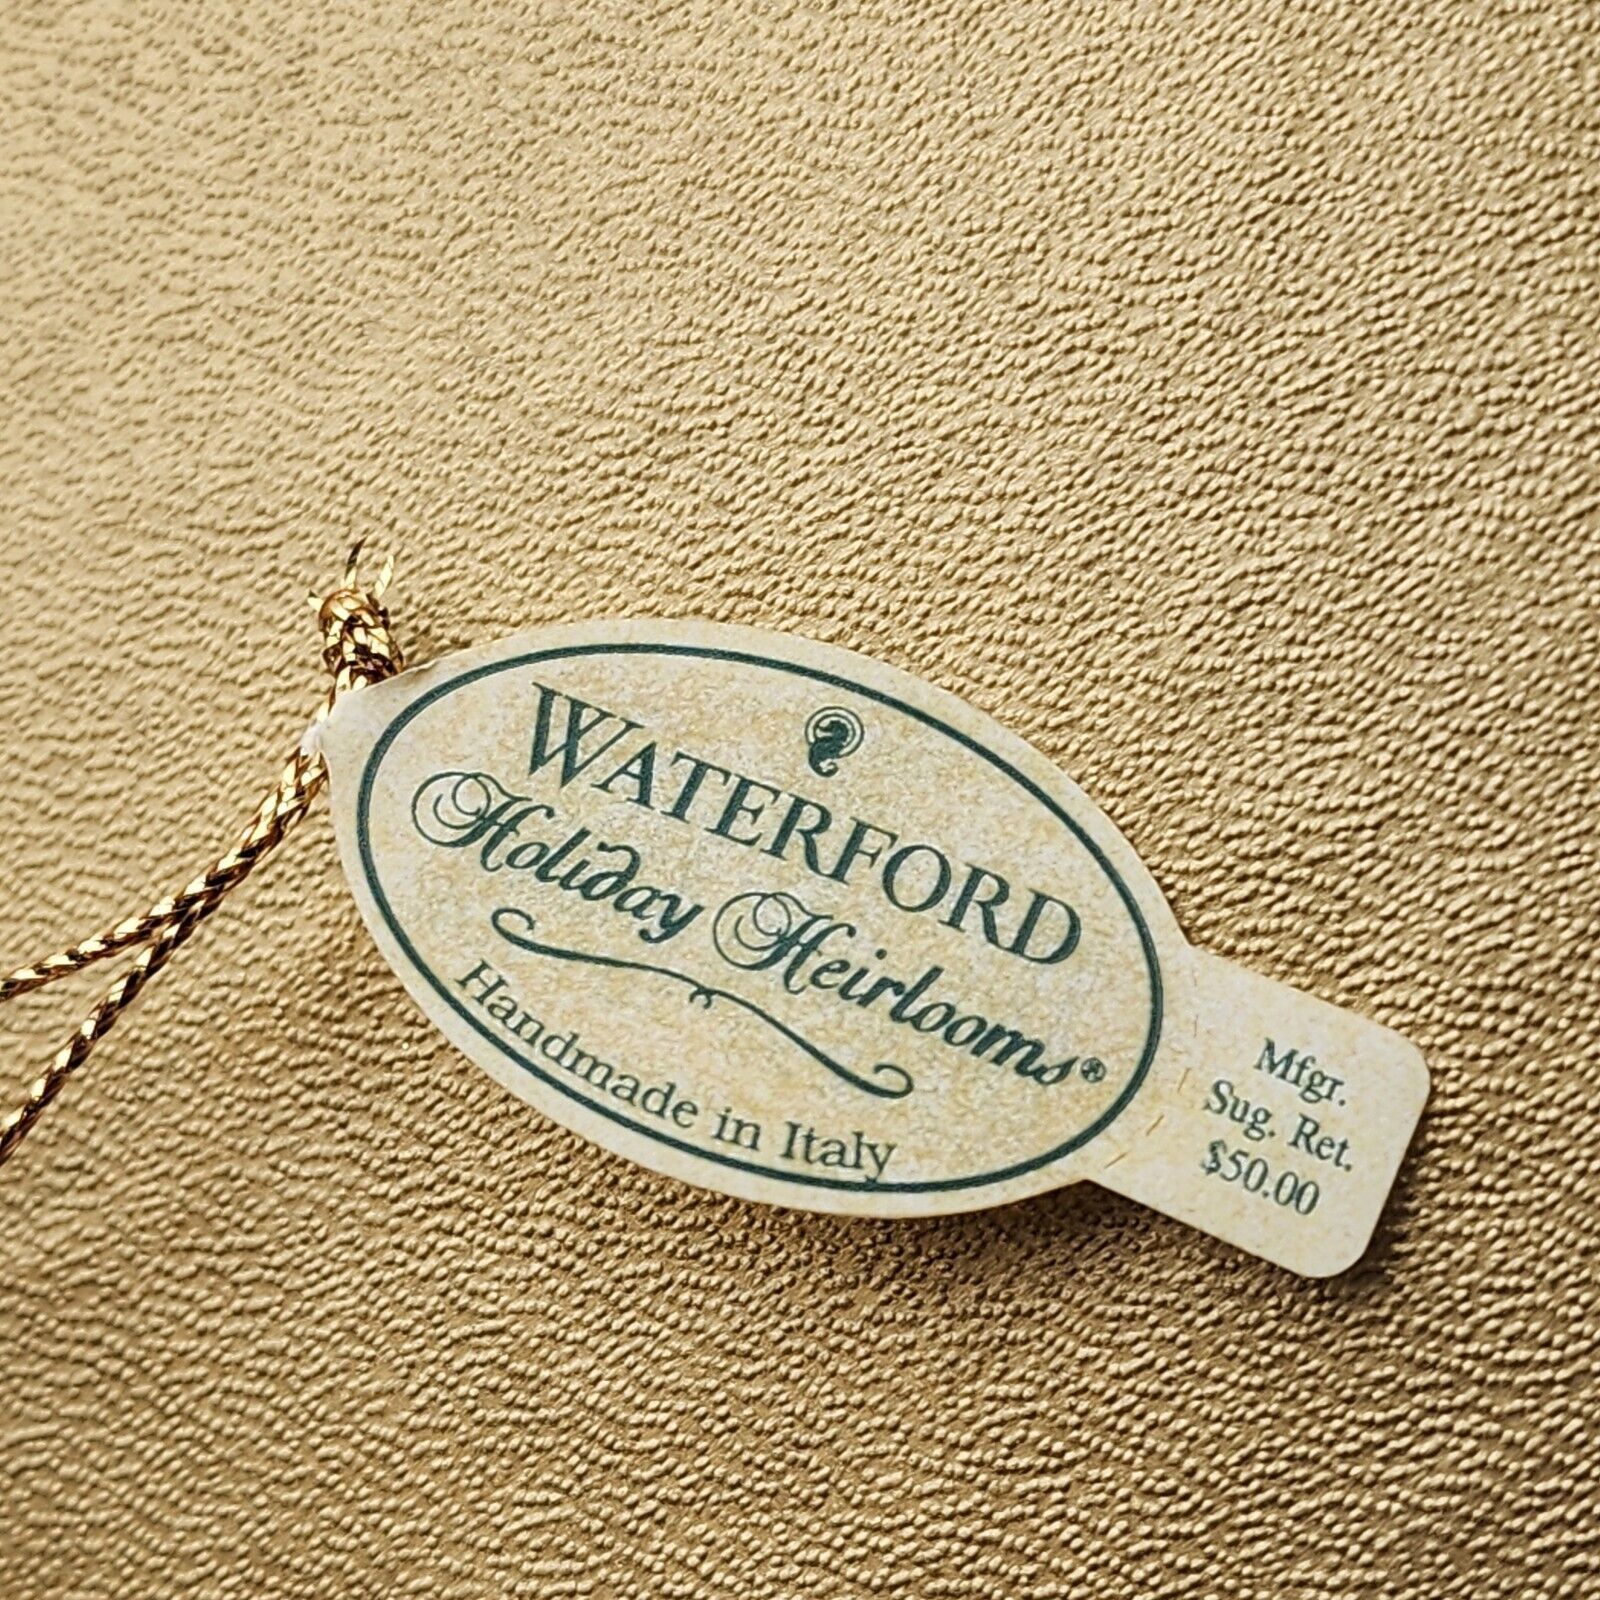 WATERFORD
Holiday Heirlooms®
Handmade in Italy
Mfgr.
Sug. Ret.
$50.00